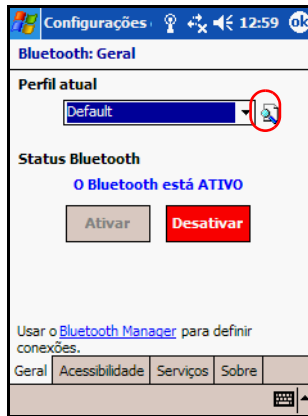 Configurações 12:59 ok
Bluetooth: Geral
Perfil atual
Default
Status Bluetooth
O Bluetooth está ATIVO
Ativar Desativar
Usar o Bluetooth Manager para definir
conexões.
Geral Acessibilidade Serviços Sobre